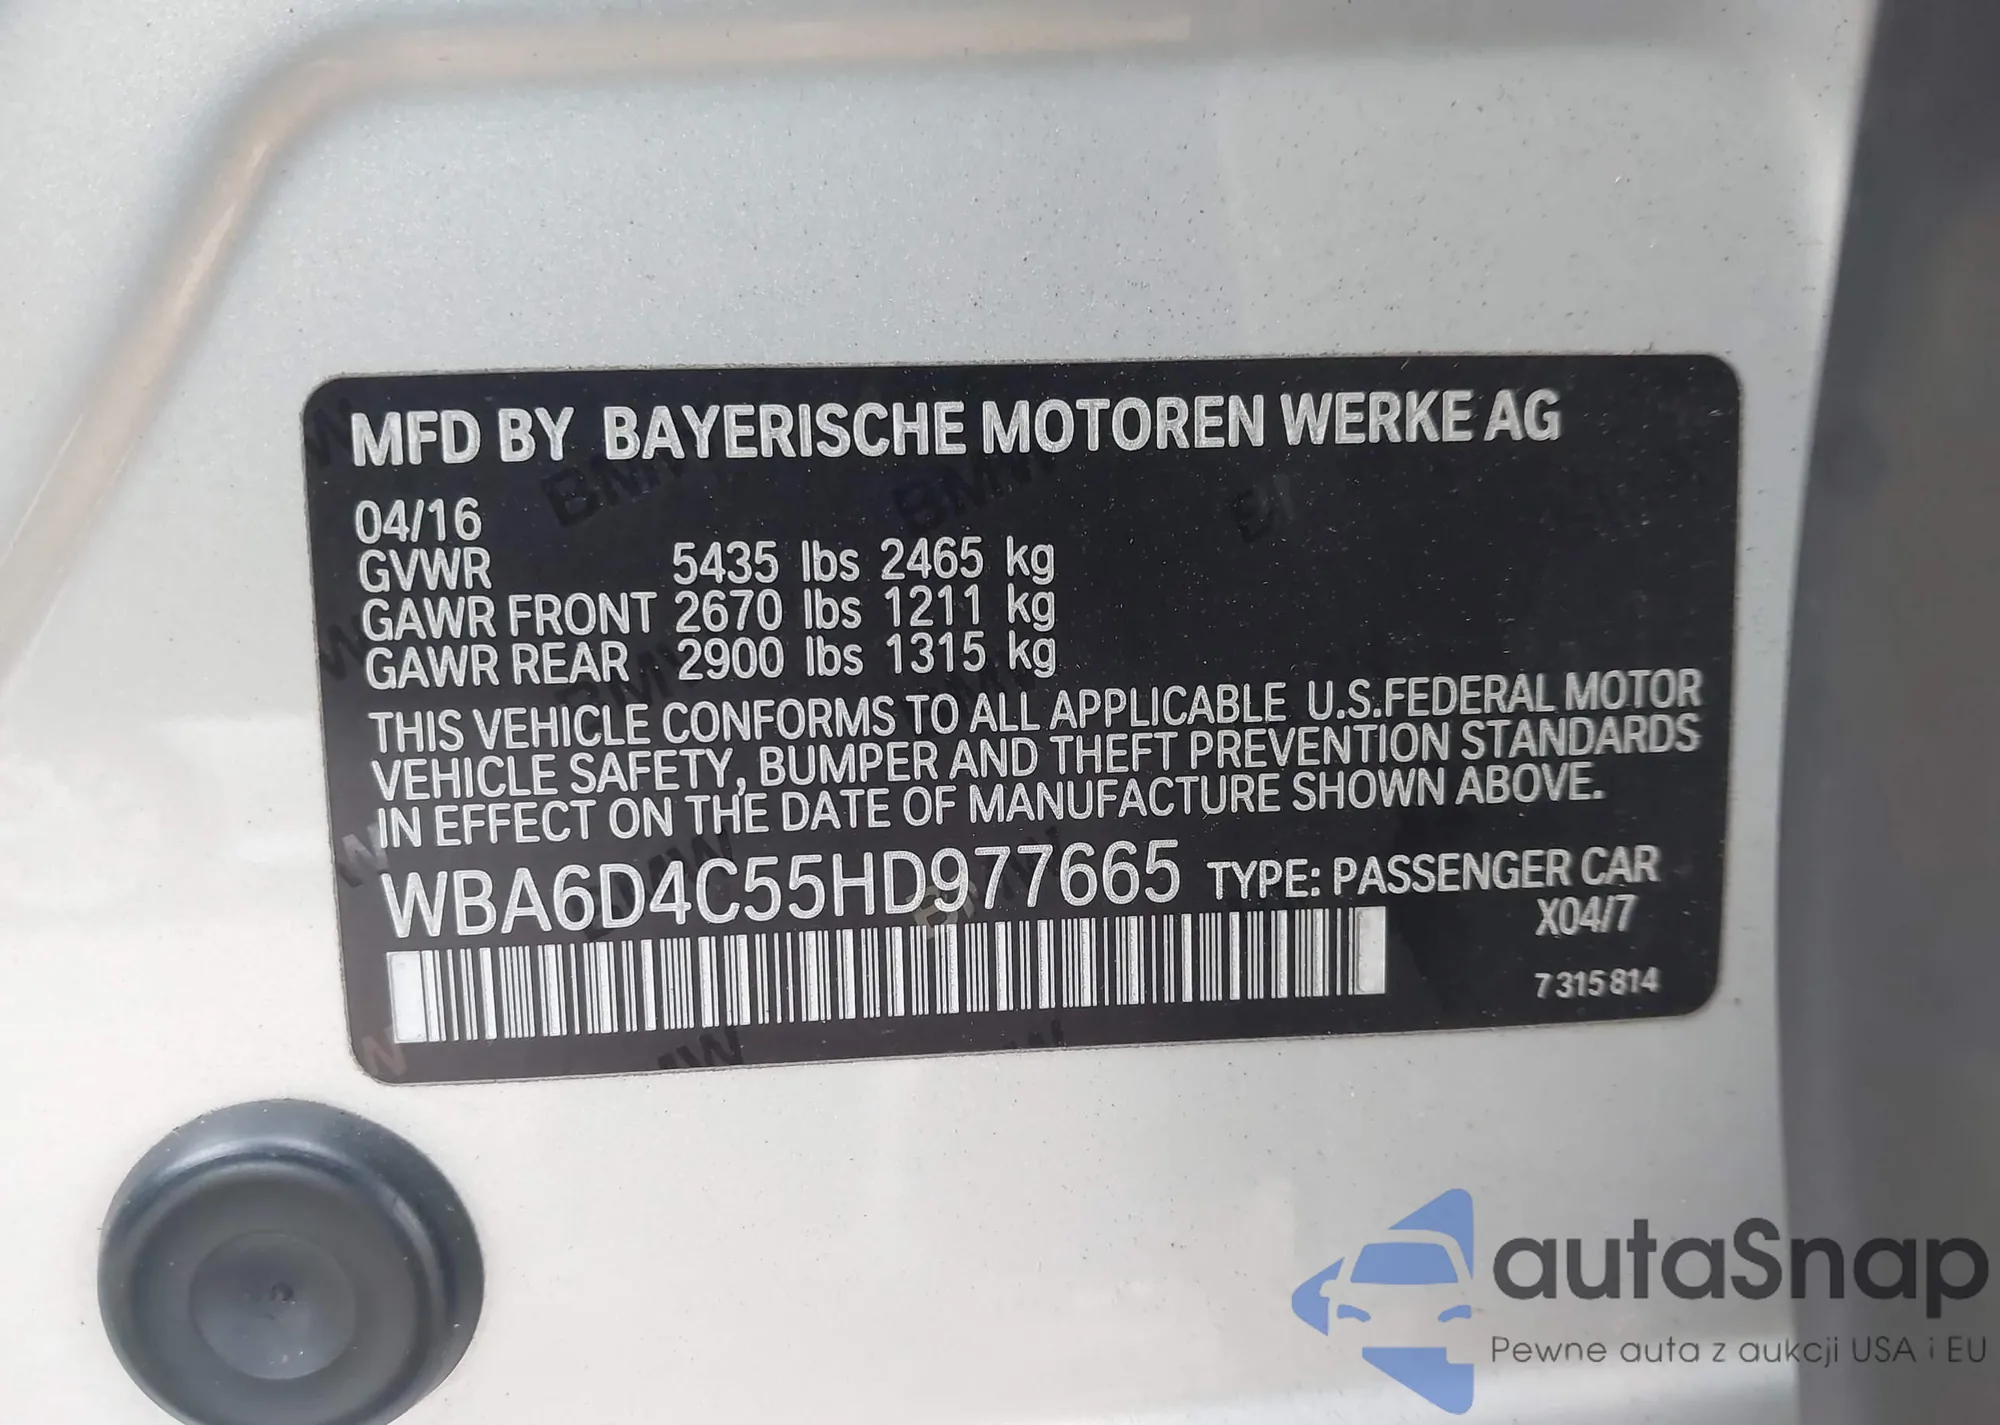 MFD BY BAYERISCHE MOTOREN WERKE AG
04/16
GVWR 5435 lbs 2465 kg
GAWR FRONT 2670 lbs 1211 kg
GAWR REAR 2900 lbs 1315 kg
THIS VEHICLE CONFORMS TO ALL APPLICABLE U.S.FEDERAL MOTOR
VEHICLE SAFETY, BUMPER AND THEFT PREVENTION STANDARDS
IN EFFECT ON THE DATE OF MANUFACTURE SHOWN ABOVE.
WBA6D4C55HD977665 TYPE: PASSENGER CAR
X04/7
7 315 814
autaSnap
Pewne auta z aukcji USA i EU